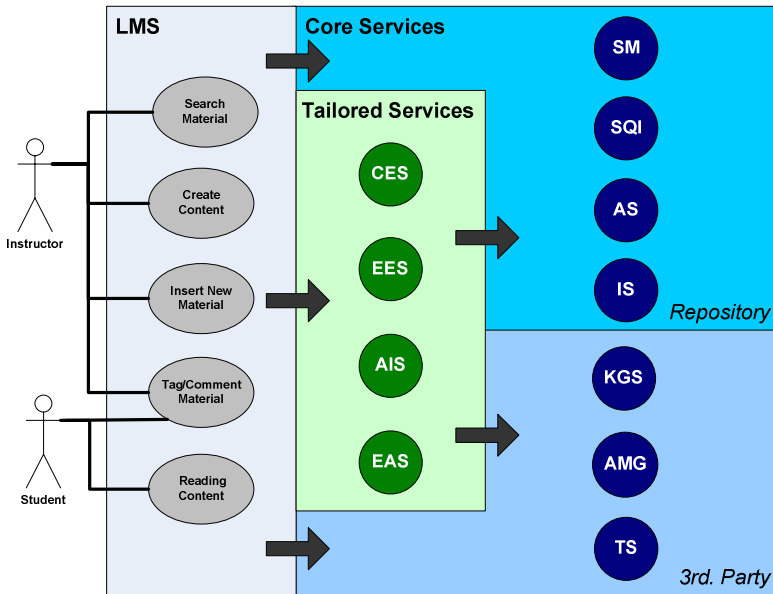 LMS
Core Services
Tailored Services
Search
Material
Create
Content
Insert New
Material
Tag/Comment
Material
Reading
Content
Instructor
Student
CES
EES
AIS
EAS
SM
SQI
AS
IS
Repository
KGS
AMG
TS
3rd. Party